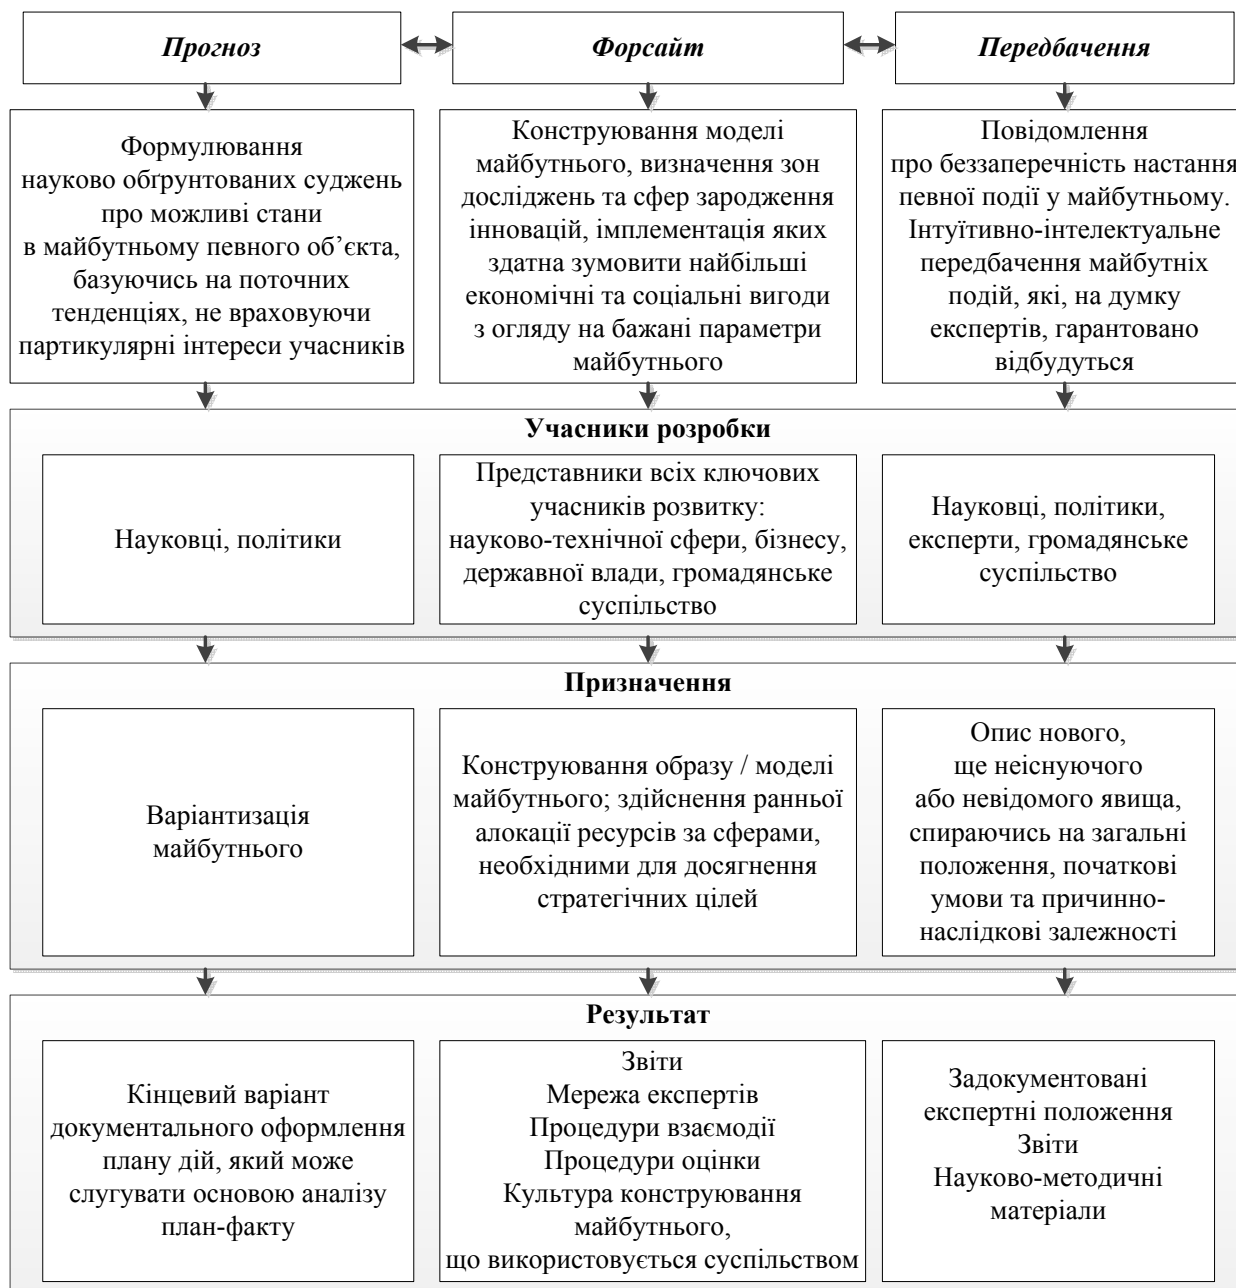 Прогноз
Форсайт
Передбачення
Формулювання
науково обґрунтованих суджень
про можливі стани
в майбутньому певного об’єкта,
базуючись на поточних
тенденціях, не враховуючи
партикулярні інтереси учасників
Конструювання моделі
майбутнього, визначення зон
досліджень та сфер зародження
інновацій, імплементація яких
здатна зумовити найбільші
економічні та соціальні вигоди
з огляду на бажані параметри
майбутнього
Повідомлення
про беззаперечність настання
певної події у майбутньому.
Інтуїтивно-інтелектуальне
передбачення майбутніх
подій, які, на думку
експертів, гарантовано
відбудуться
Учасники розробки
Науковці, політики
Представники всіх ключових
учасників розвитку:
науково-технічної сфери, бізнесу,
державної влади, громадянське
суспільство
Науковці, політики,
експерти, громадянське
суспільство
Призначення
Варіантизація
майбутнього
Конструювання образу / моделі
майбутнього; здійснення ранньої
алокації ресурсів за сферами,
необхідними для досягнення
стратегічних цілей
Опис нового,
ще неіснуючого
або невідомого явища,
спираючись на загальні
положення, початкові
умови та причинно-
наслідкові залежності
Результат
Кінцевий варіант
документального оформлення
плану дій, який може
слугувати основою аналізу
план-факту
Звіти
Мережа експертів
Процедури взаємодії
Процедури оцінки
Культура конструювання
майбутнього,
що використовується суспільством
Задокументовані
експертні положення
Звіти
Науково-методичні
матеріали